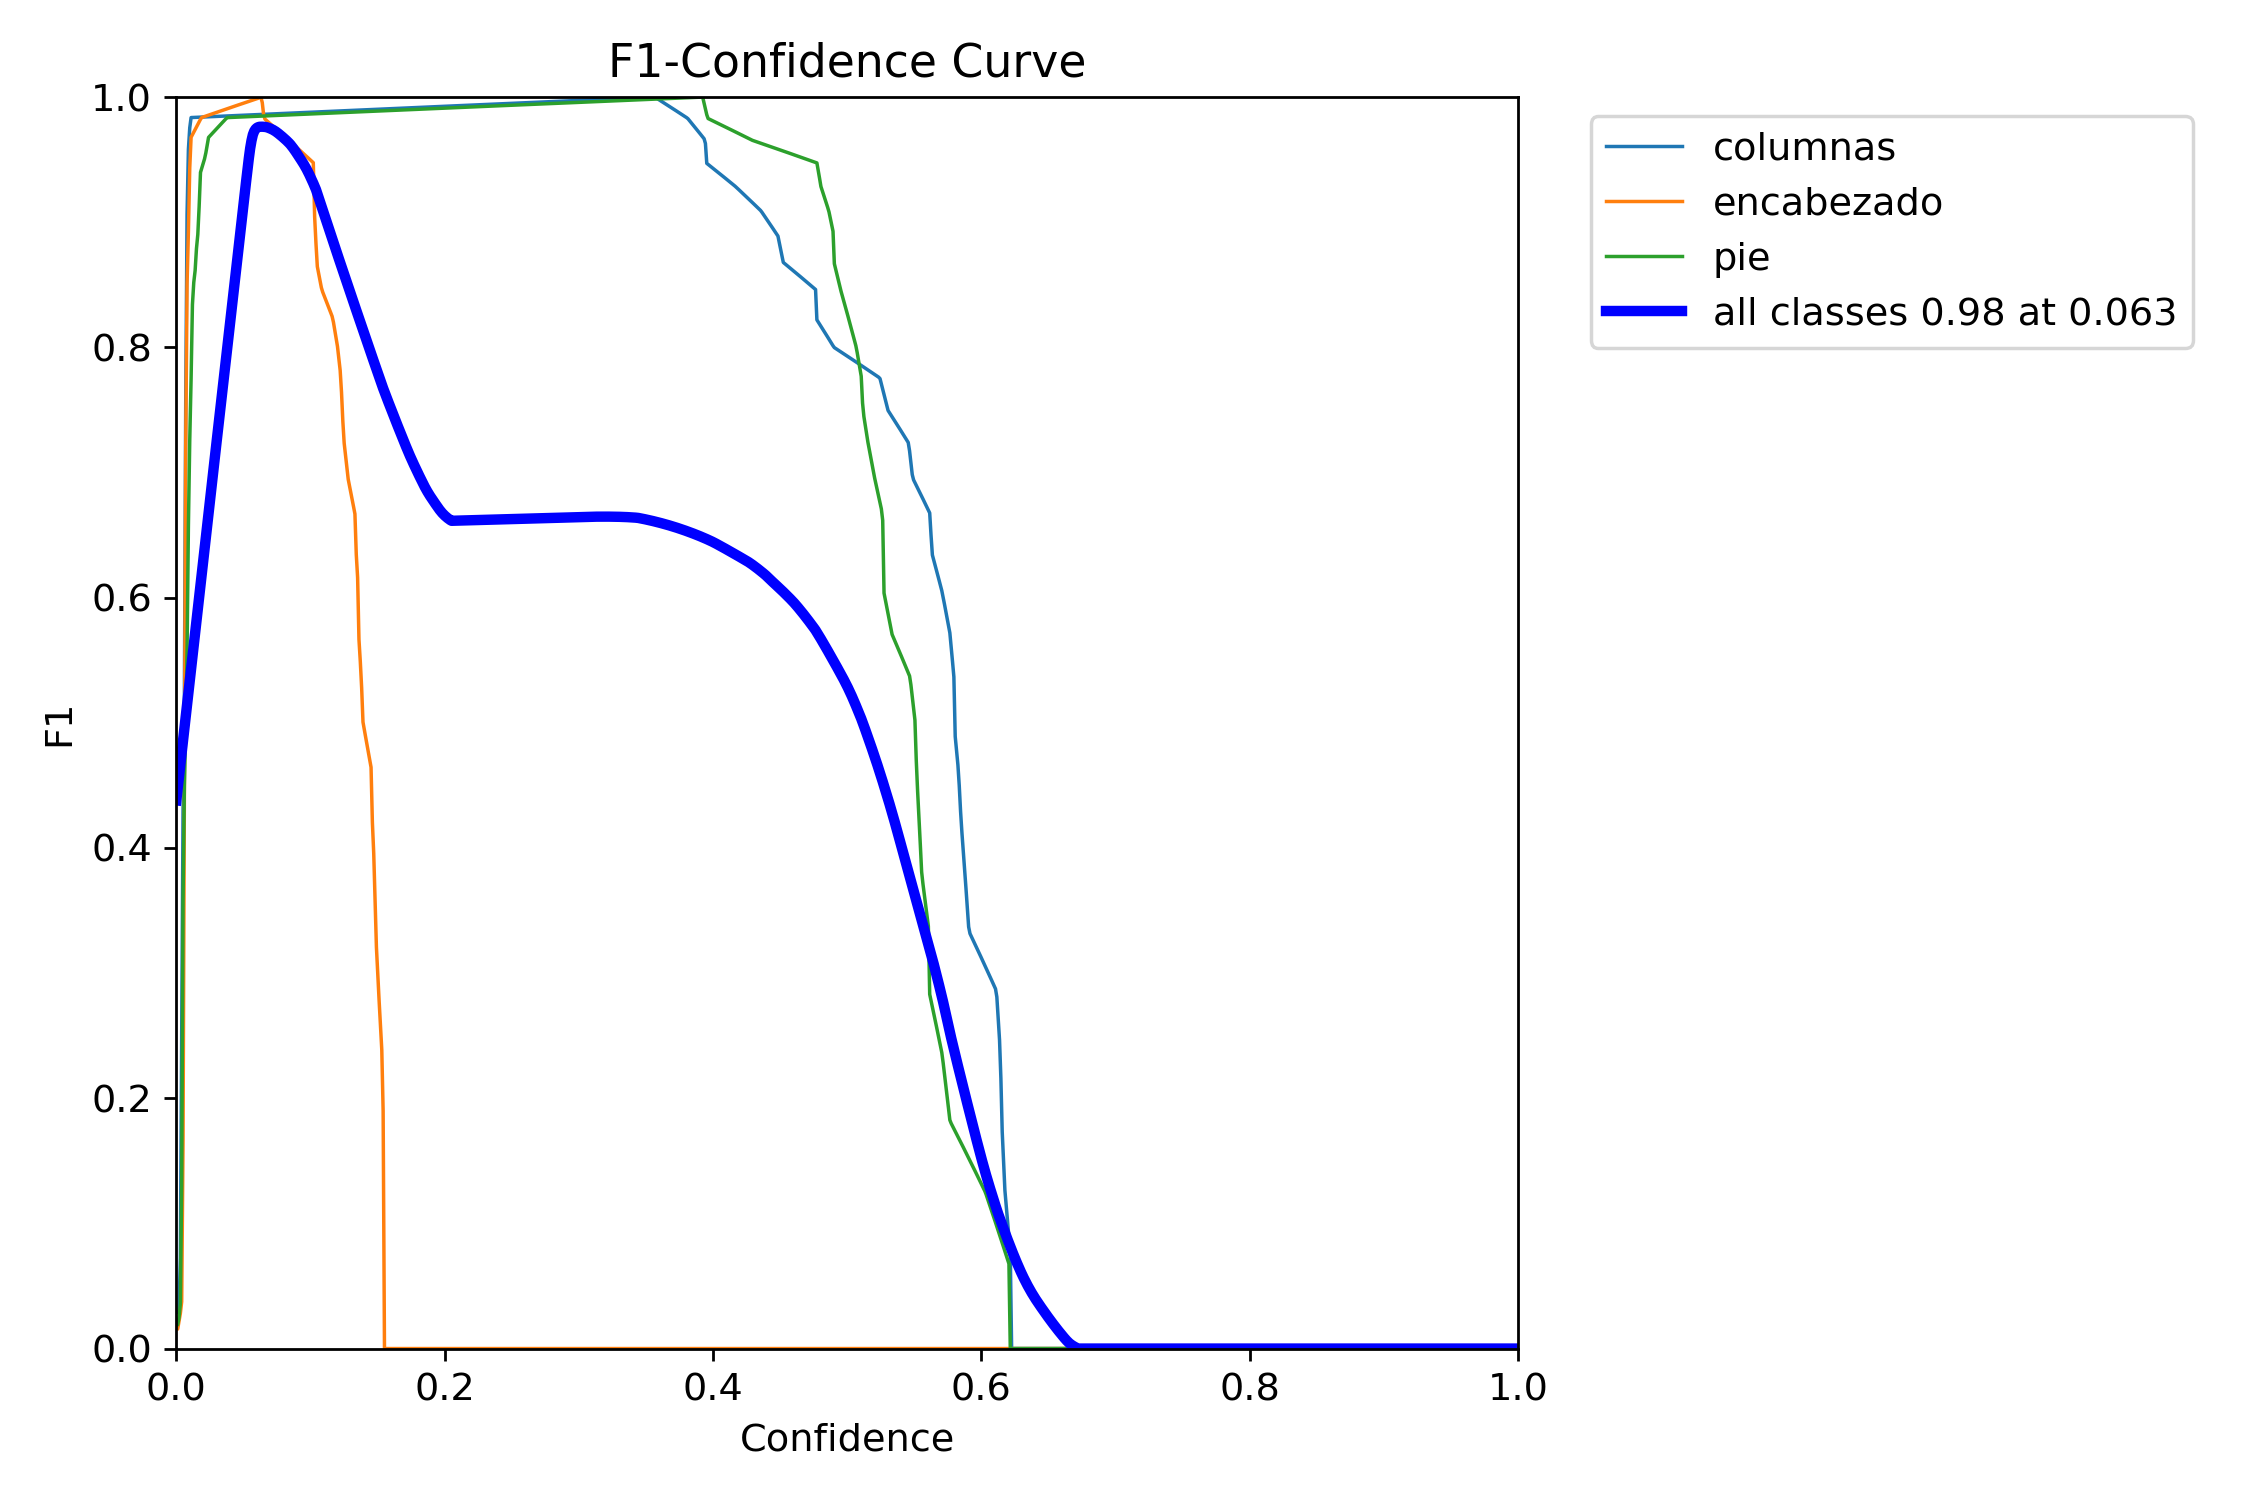 F1-Confidence Curve
1.0
0.8
0.6
0.4
0.2
0.0
F1
0.0 0.2 0.4 0.6 0.8 1.0
Confidence
columnas
encabezado
pie
all classes 0.98 at 0.063